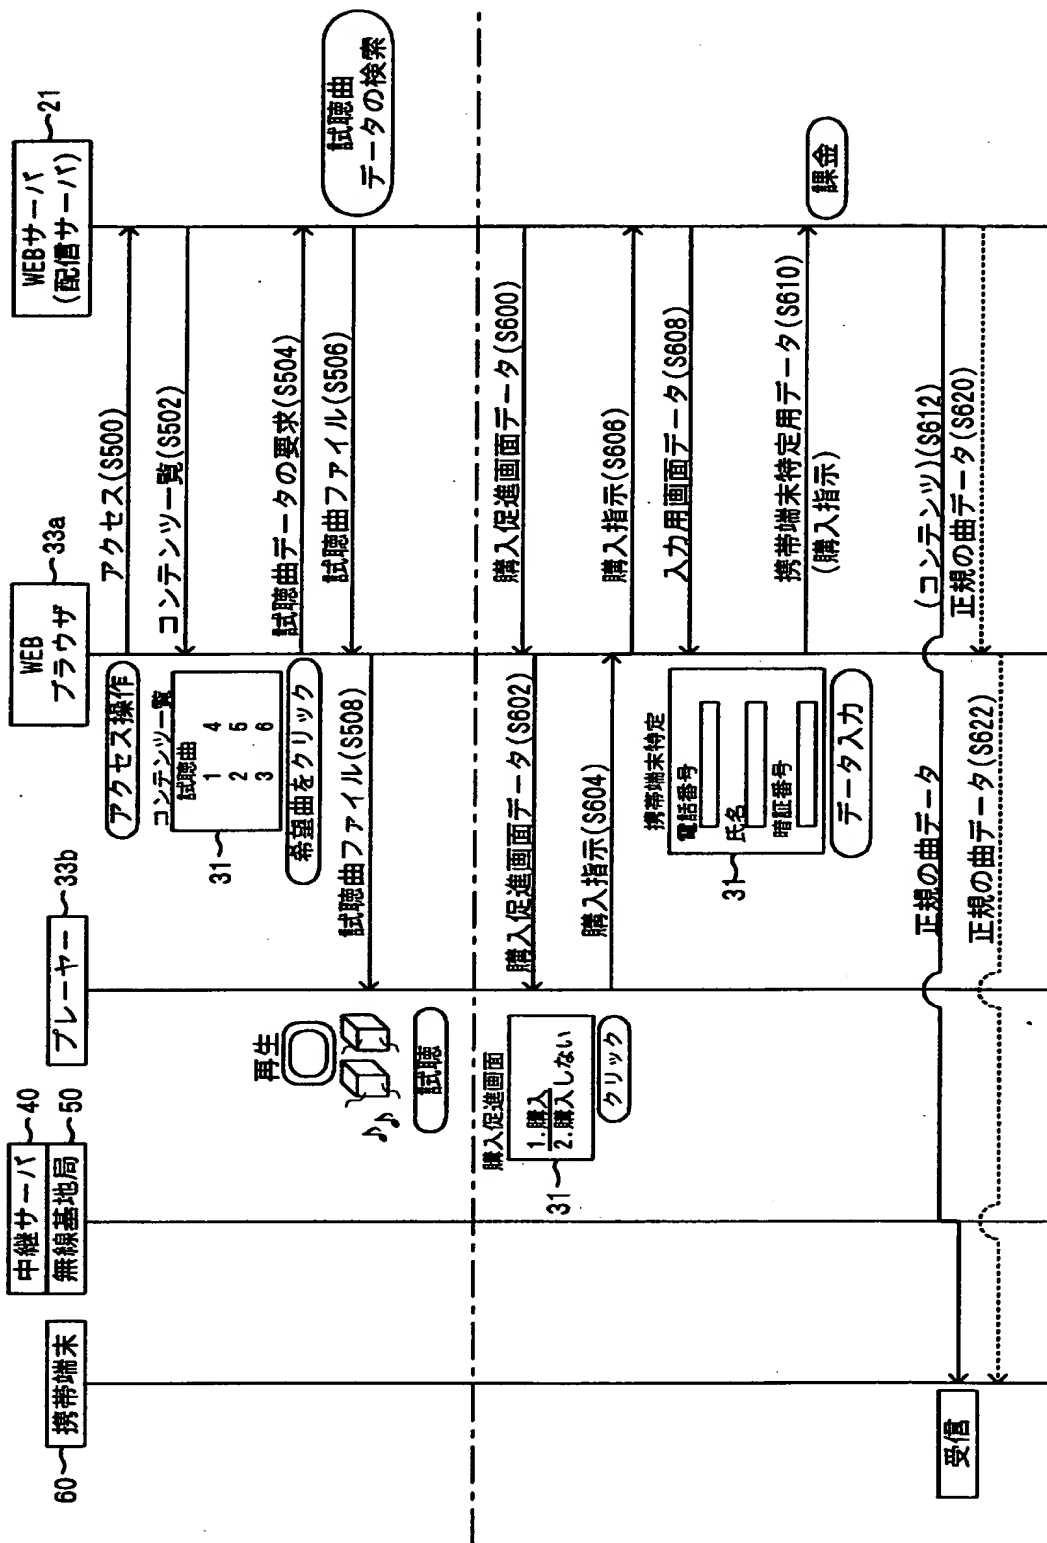 60
携帯端末
中継サーバ
40
無線基地局
50
プレーヤー
33b
WEB
ブラウザ
33a
WEBサーバ
(配信サーバ)
21
アクセス操作
アクセス(S500)
コンテンツ一覧
試聴曲
1 4
2 5
3 6
31
コンテンツ一覧(S502)
希望曲をクリック
試聴曲データの要求(S504)
試聴曲
データの検索
試聴曲ファイル(S506)
試聴曲ファイル(S508)
再生
試聴
購入促進画面データ(S600)
購入促進画面データ(S602)
購入促進画面
1.購入
2.購入しない
31
クリック
購入指示(S604)
購入指示(S606)
入力用画面データ(S608)
携帯端末特定
電話番号
氏名
暗証番号
31
データ入力
携帯端末特定用データ(S610)
(購入指示)
課金
正規の曲データ
(コンテンツ)(S612)
正規の曲データ(S620)
正規の曲データ(S622)
受信